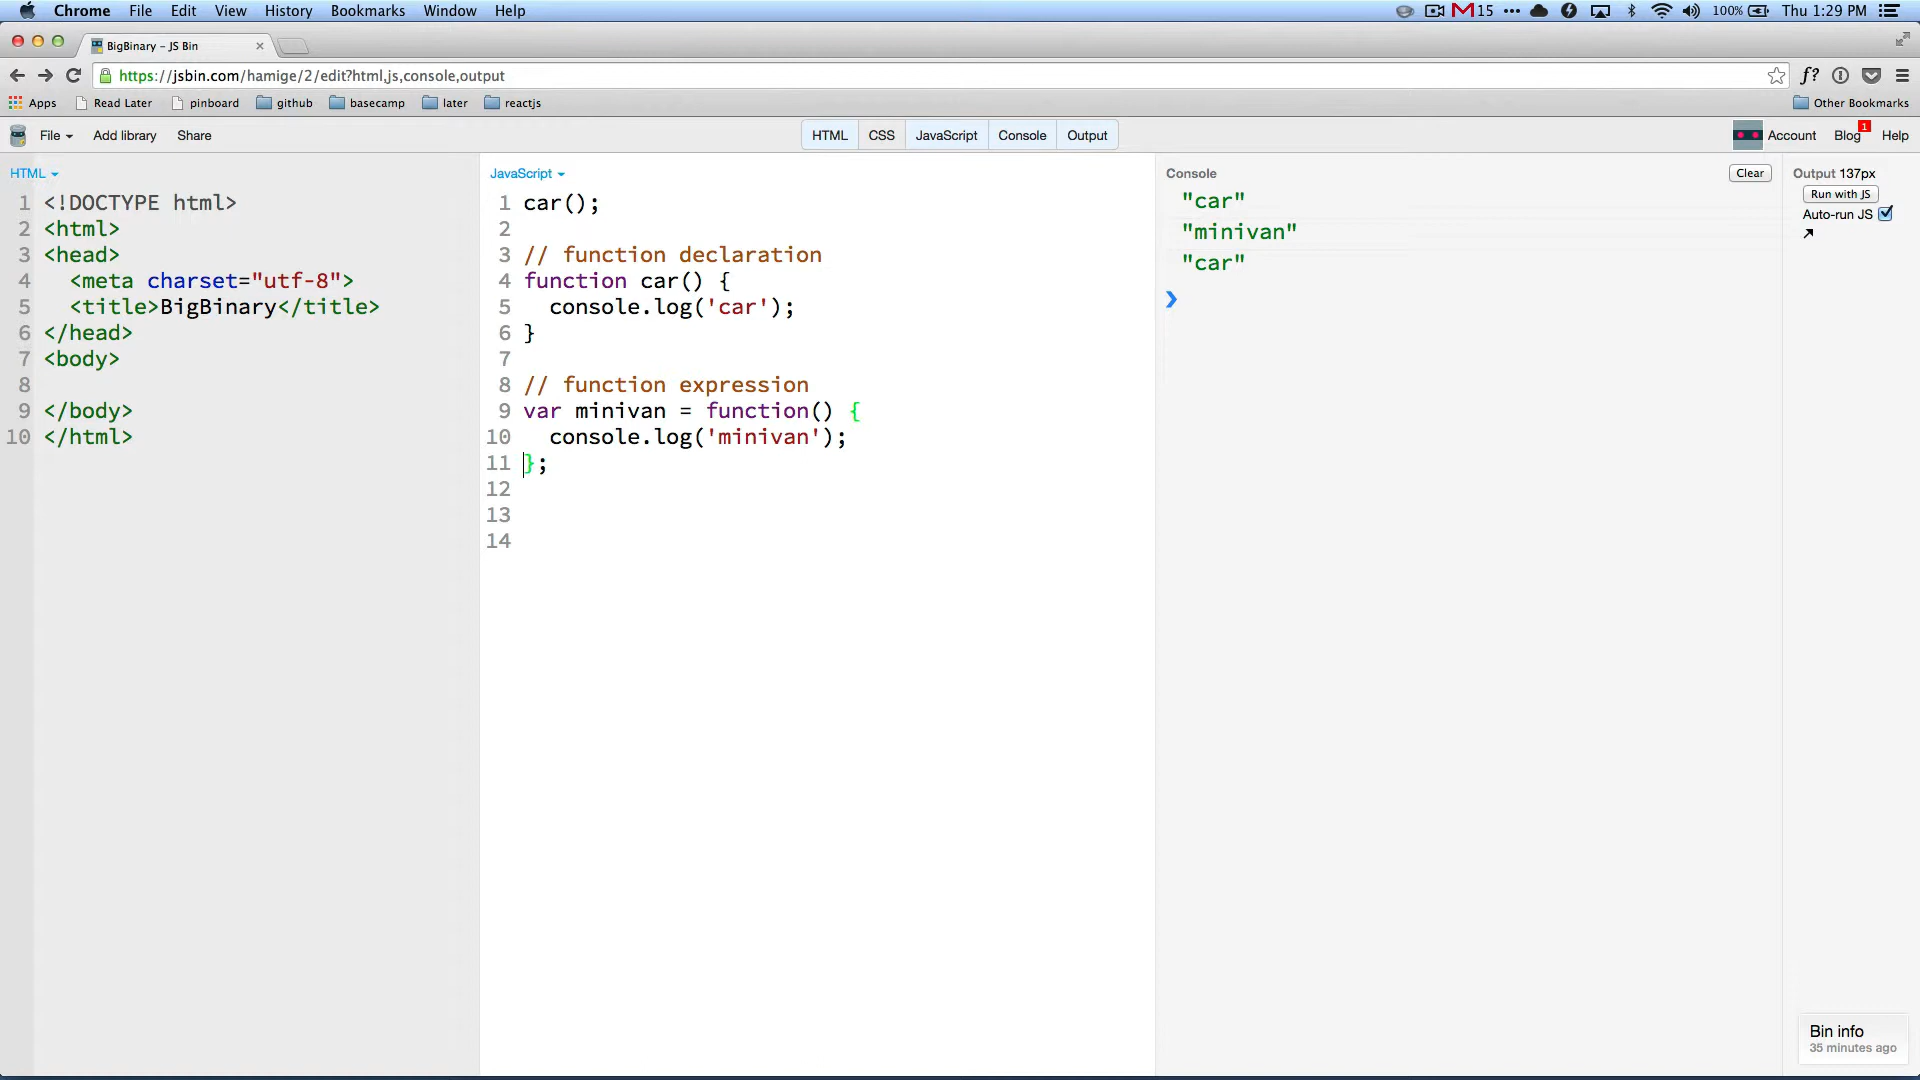 Chrome File Edit View History Bookmarks Window Help 15 100% Thu 1:29 PM
BigBinary – JS Bin
https://jsbin.com/hamige/2/edit?html,js,console,output f?
Apps Read Later pinboard github basecamp later reactjs Other Bookmarks
File Add library Share HTML CSS JavaScript Console Output Account Blog 1 Help
HTML
1 <!DOCTYPE html>
2 <html>
3 <head>
4 <meta charset="utf-8">
5 <title>BigBinary</title>
6 </head>
7 <body>
8
9 </body>
10 </html>
JavaScript
1 car();
2
3 // function declaration
4 function car() {
5 console.log('car');
6 }
7
8 // function expression
9 var minivan = function() {
10 console.log('minivan');
11 };
12
13
14
Console Clear
"car"
"minivan"
"car"
Output 137px
Run with JS
Auto-run JS
Bin info
35 minutes ago